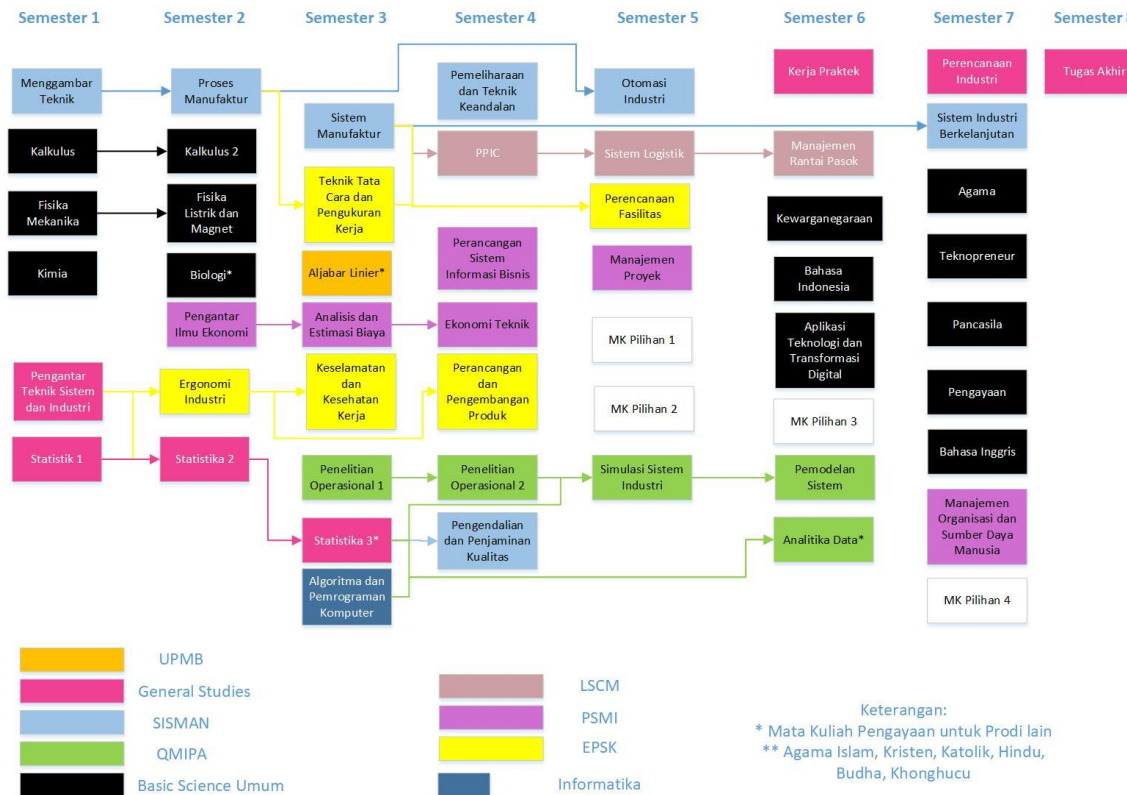 Semester 1
Semester 2
Semester 3
Semester 4
Semester 5
Semester 6
Semester 7
Semester 8
Menggambar
Teknik
Kalkulus
Fisika
Mekanika
Kimia
Pengantar
Teknik Sistem
dan Industri
Statistik 1
Proses
Manufaktur
Kalkulus 2
Fisika
Listrik dan
Magnet
Biologi*
Pengantar
Ilmu Ekonomi
Ergonomi
Industri
Statistika 2
Sistem
Manufaktur
Teknik Tata
Cara dan
Pengukuran
Kerja
Aljabar Linier*
Analisis dan
Estimasi Biaya
Keselamatan
dan
Kesehatan
Kerja
Penelitian
Operasional 1
Statistika 3*
Algoritma dan
Pemrograman
Komputer
Pemeliharaan
dan Teknik
Keandalan
PPIC
Perancangan
Sistem
Informasi Bisnis
Ekonomi Teknik
Perancangan
dan
Pengembangan
Produk
Penelitian
Operasional 2
Pengendalian
dan Penjaminan
Kualitas
Otomasi
Industri
Sistem Logistik
Perencanaan
Fasilitas
Manajemen
Proyek
MK Pilihan 1
MK Pilihan 2
Simulasi Sistem
Industri
Kerja Praktek
Manajemen
Rantai Pasok
Kewarganegaraan
Bahasa
Indonesia
Aplikasi
Teknologi dan
Transformasi
Digital
MK Pilihan 3
Pemodelan
Sistem
Analitika Data*
Perencanaan
Industri
Sistem Industri
Berkelanjutan
Agama
Teknopreneur
Pancasila
Pengayaan
Bahasa Inggris
Manajemen
Organisasi dan
Sumber Daya
Manusia
MK Pilihan 4
Tugas Akhir
UPMB
General Studies
SISMAN
QMIPA
Basic Science Umum
LSCM
PSMI
EPSK
Informatika
Keterangan:
* Mata Kuliah Pengayaan untuk Prodi lain
** Agama Islam, Kristen, Katolik, Hindu,
Budha, Khonghucu